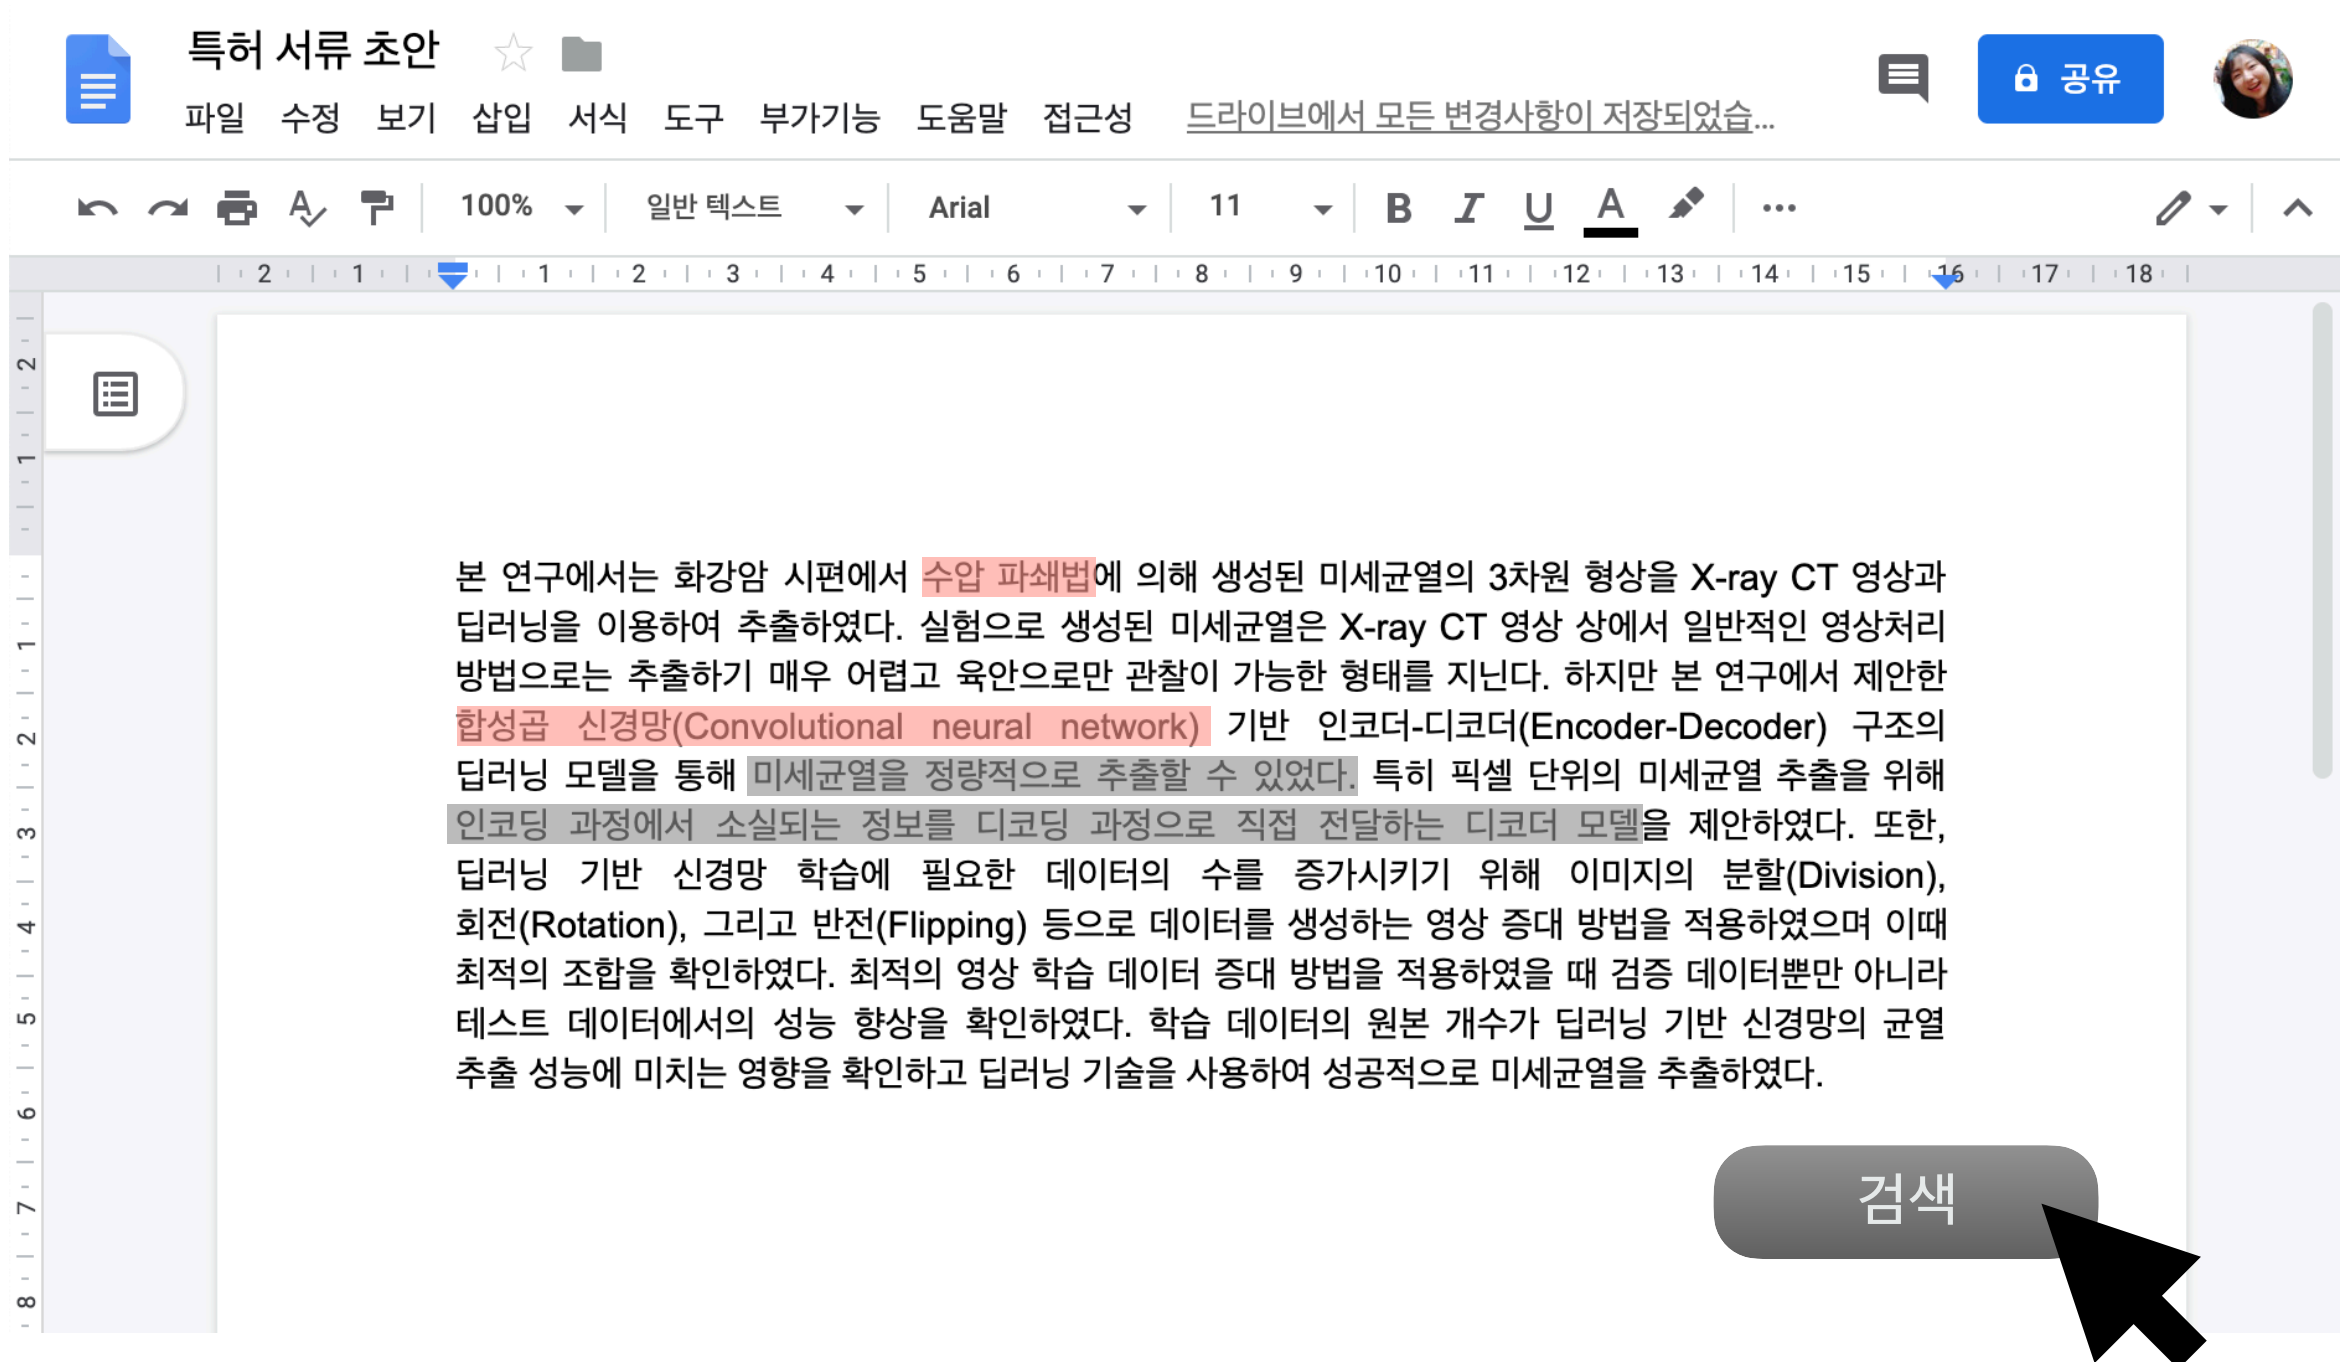 특허 서류 초안
파일 수정 보기 삽입 서식 도구 부가기능 도움말 접근성 드라이브에서 모든 변경사항이 저장되었습...
공유
100% 일반 텍스트 Arial 11 B I U A
2 1 1 2 3 4 5 6 7 8 9 10 11 12 13 14 15 16 17 18
2
1
1
2
3
4
5
6
7
8
본 연구에서는 화강암 시편에서 수압 파쇄법에 의해 생성된 미세균열의 3차원 형상을 X-ray CT 영상과
딥러닝을 이용하여 추출하였다. 실험으로 생성된 미세균열은 X-ray CT 영상 상에서 일반적인 영상처리
방법으로는 추출하기 매우 어렵고 육안으로만 관찰이 가능한 형태를 지닌다. 하지만 본 연구에서 제안한
합성곱 신경망(Convolutional neural network) 기반 인코더-디코더(Encoder-Decoder) 구조의
딥러닝 모델을 통해 미세균열을 정량적으로 추출할 수 있었다. 특히 픽셀 단위의 미세균열 추출을 위해
인코딩 과정에서 소실되는 정보를 디코딩 과정으로 직접 전달하는 디코더 모델을 제안하였다. 또한,
딥러닝 기반 신경망 학습에 필요한 데이터의 수를 증가시키기 위해 이미지의 분할(Division),
회전(Rotation), 그리고 반전(Flipping) 등으로 데이터를 생성하는 영상 증대 방법을 적용하였으며 이때
최적의 조합을 확인하였다. 최적의 영상 학습 데이터 증대 방법을 적용하였을 때 검증 데이터뿐만 아니라
테스트 데이터에서의 성능 향상을 확인하였다. 학습 데이터의 원본 개수가 딥러닝 기반 신경망의 균열
추출 성능에 미치는 영향을 확인하고 딥러닝 기술을 사용하여 성공적으로 미세균열을 추출하였다.
검색